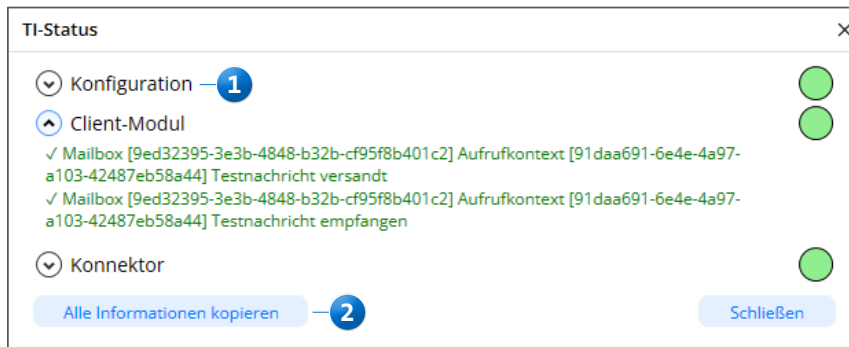 TI-Status
Konfiguration 1
Client-Modul
✓ Mailbox [9ed32395-3e3b-4848-b32b-cf95f8b401c2] Aufrufkontext [91daa691-6e4e-4a97-
a103-42487eb58a44] Testnachricht versandt
✓ Mailbox [9ed32395-3e3b-4848-b32b-cf95f8b401c2] Aufrufkontext [91daa691-6e4e-4a97-
a103-42487eb58a44] Testnachricht empfangen
Konnektor
Alle Informationen kopieren 2 Schließen